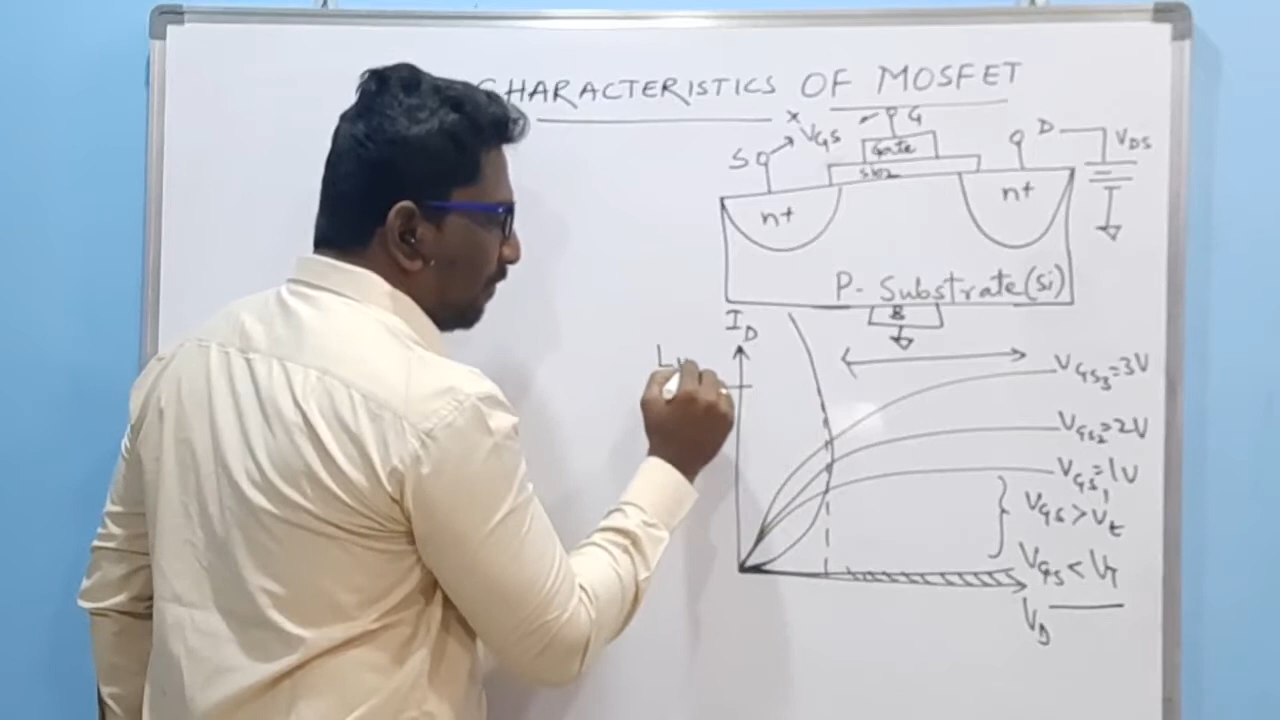 CHARACTERISTICS OF MOSFET
G
VGS
S
D
VDS
Gate
n+
n+
P- Substrate(Si)
B
ID
VGS3=3V
VGS2=2V
VGS1=1V
VGS>Vt
VGS<VT
VD